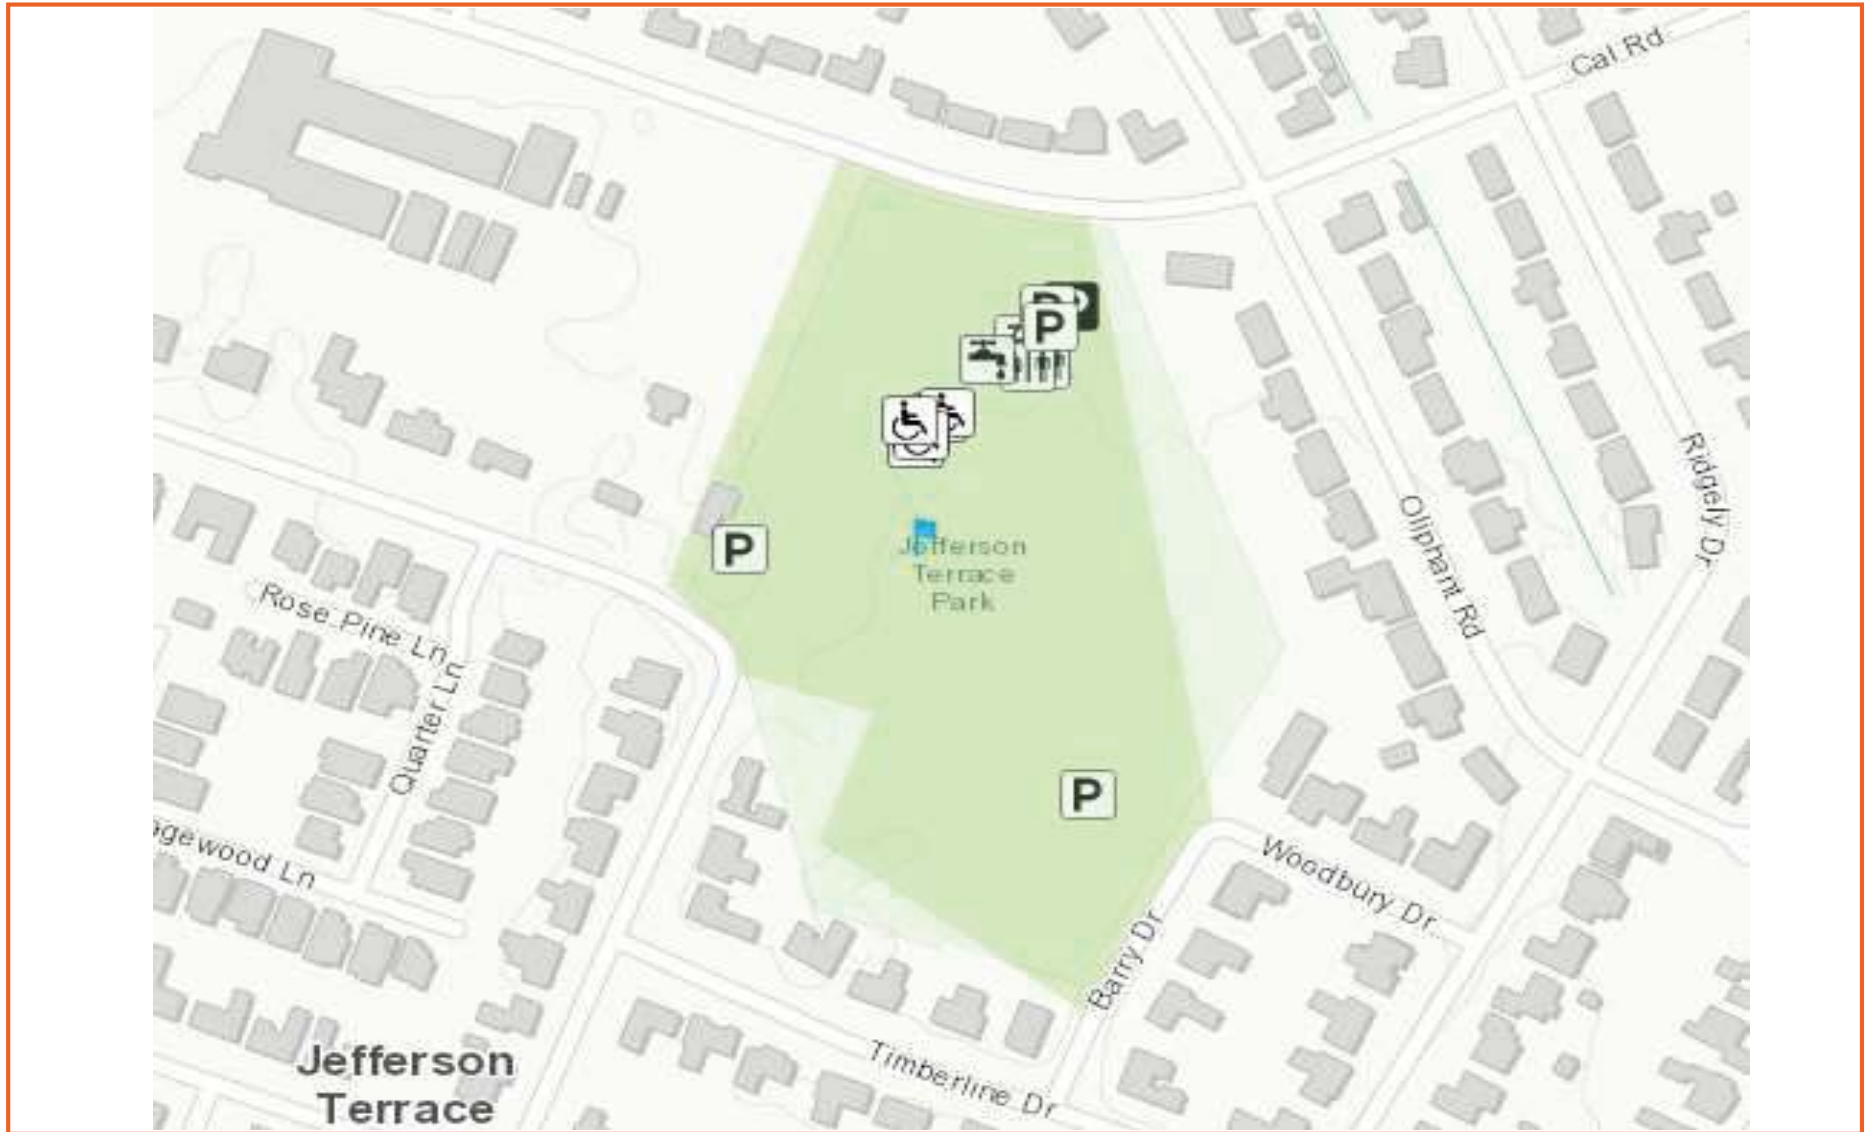 Cal Rd
P
P
Ridgely Dr
Oliphant Rd
P
Jefferson
Terrace
Park
Rose Pine Ln
Quarter Ln
P
Woodbury Dr
Ln
Barry Dr
Timberline Dr
Jefferson
Terrace